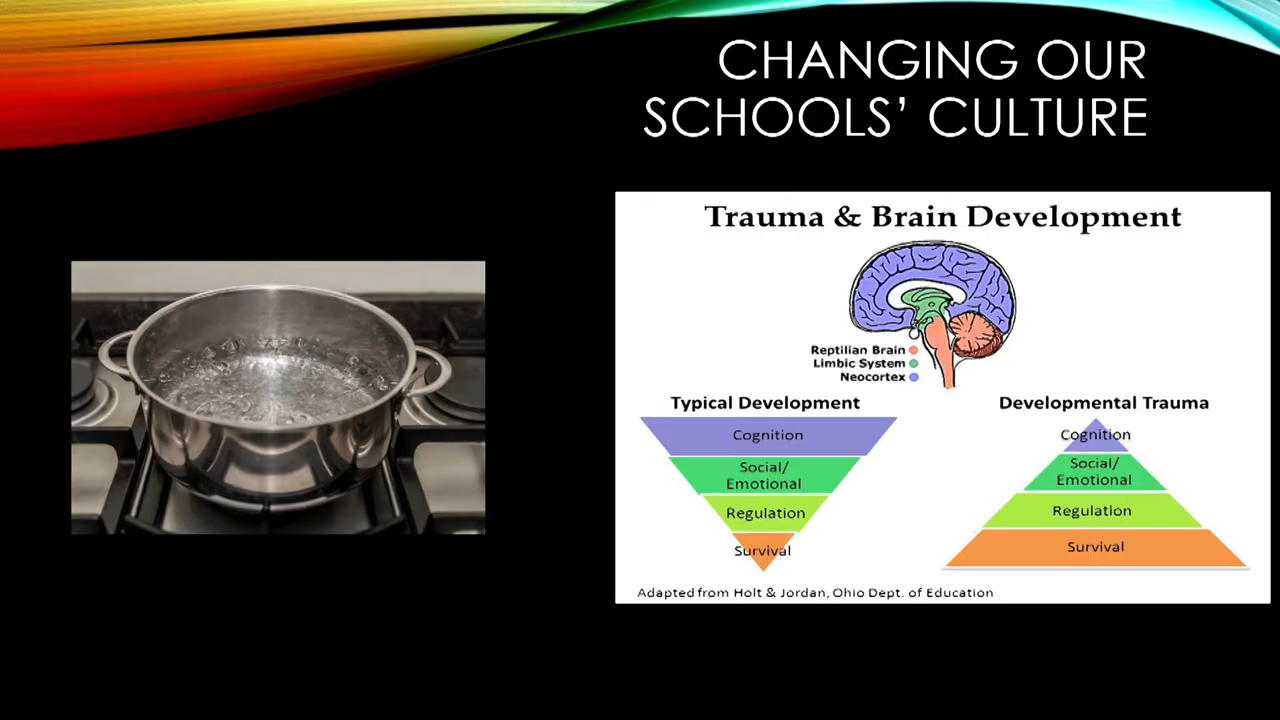 CHANGING OUR
SCHOOLS’ CULTURE
Trauma & Brain Development
Reptilian Brain
Limbic System
Neocortex
Typical Development
Cognition
Social/
Emotional
Regulation
Survival
Developmental Trauma
Cognition
Social/
Emotional
Regulation
Survival
Adapted from Holt & Jordan, Ohio Dept. of Education